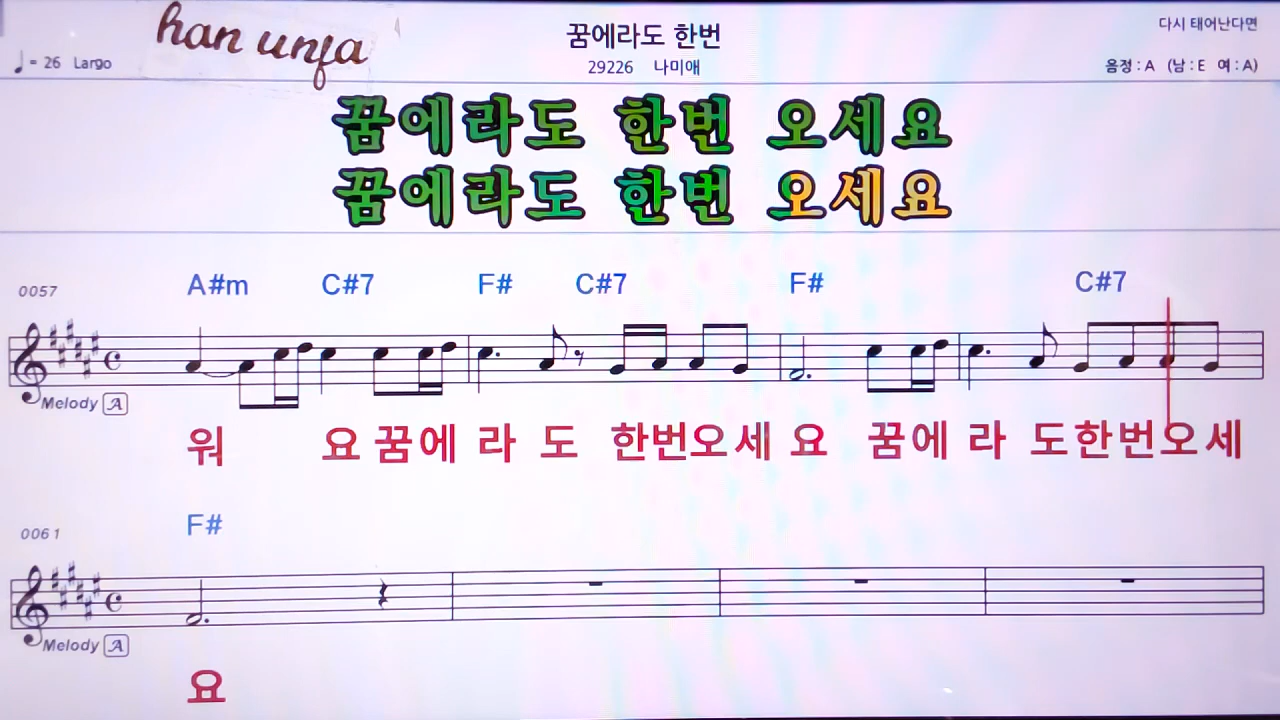 han unfa
꿈에라도 한번
다시 태어난다면
♩= 26 Largo
29226 나미애
음정 : A (남 : E 여 : A)
꿈에라도 한번 오세요
꿈에라도 한번 오세요
0057 A#m C#7 F# C#7 F# C#7
Melody A
워 요 꿈에 라 도 한번오세 요 꿈에 라 도한번오세
0061 F#
Melody A
요